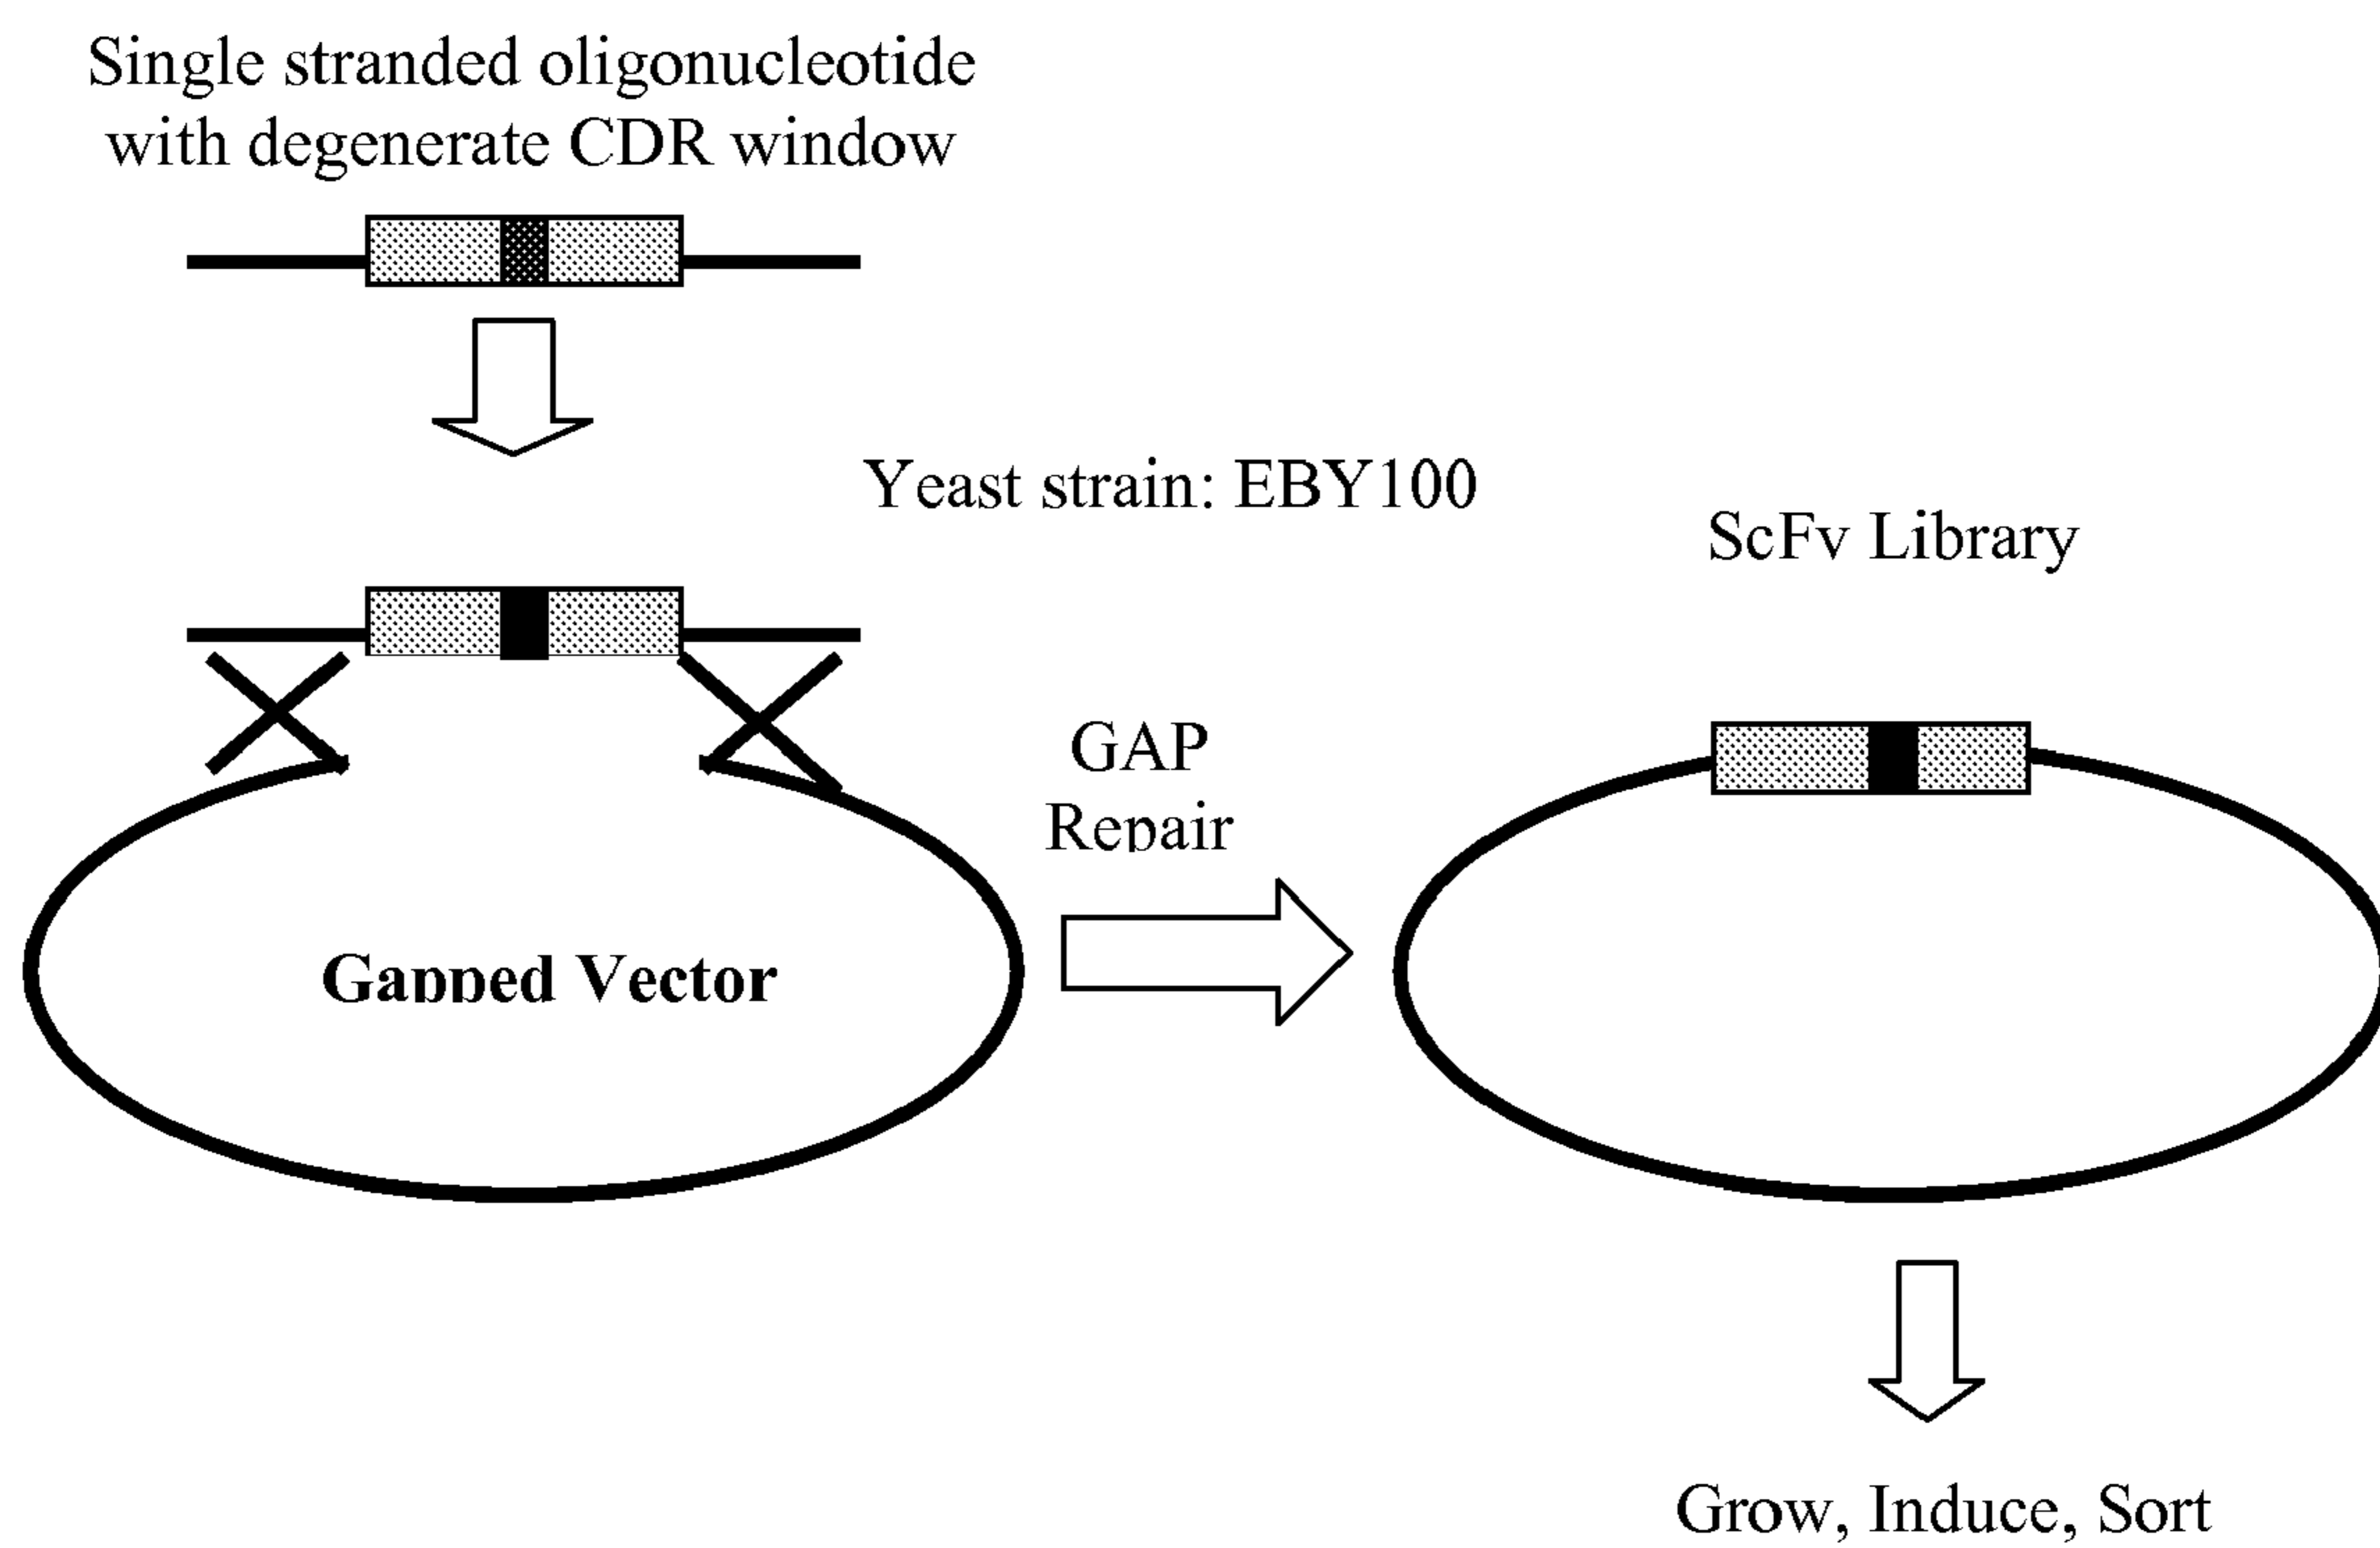 Single stranded oligonucleotide
with degenerate CDR window
Yeast strain: EBY100
ScFv Library
GAP
Repair
Gapped Vector
Grow, Induce, Sort